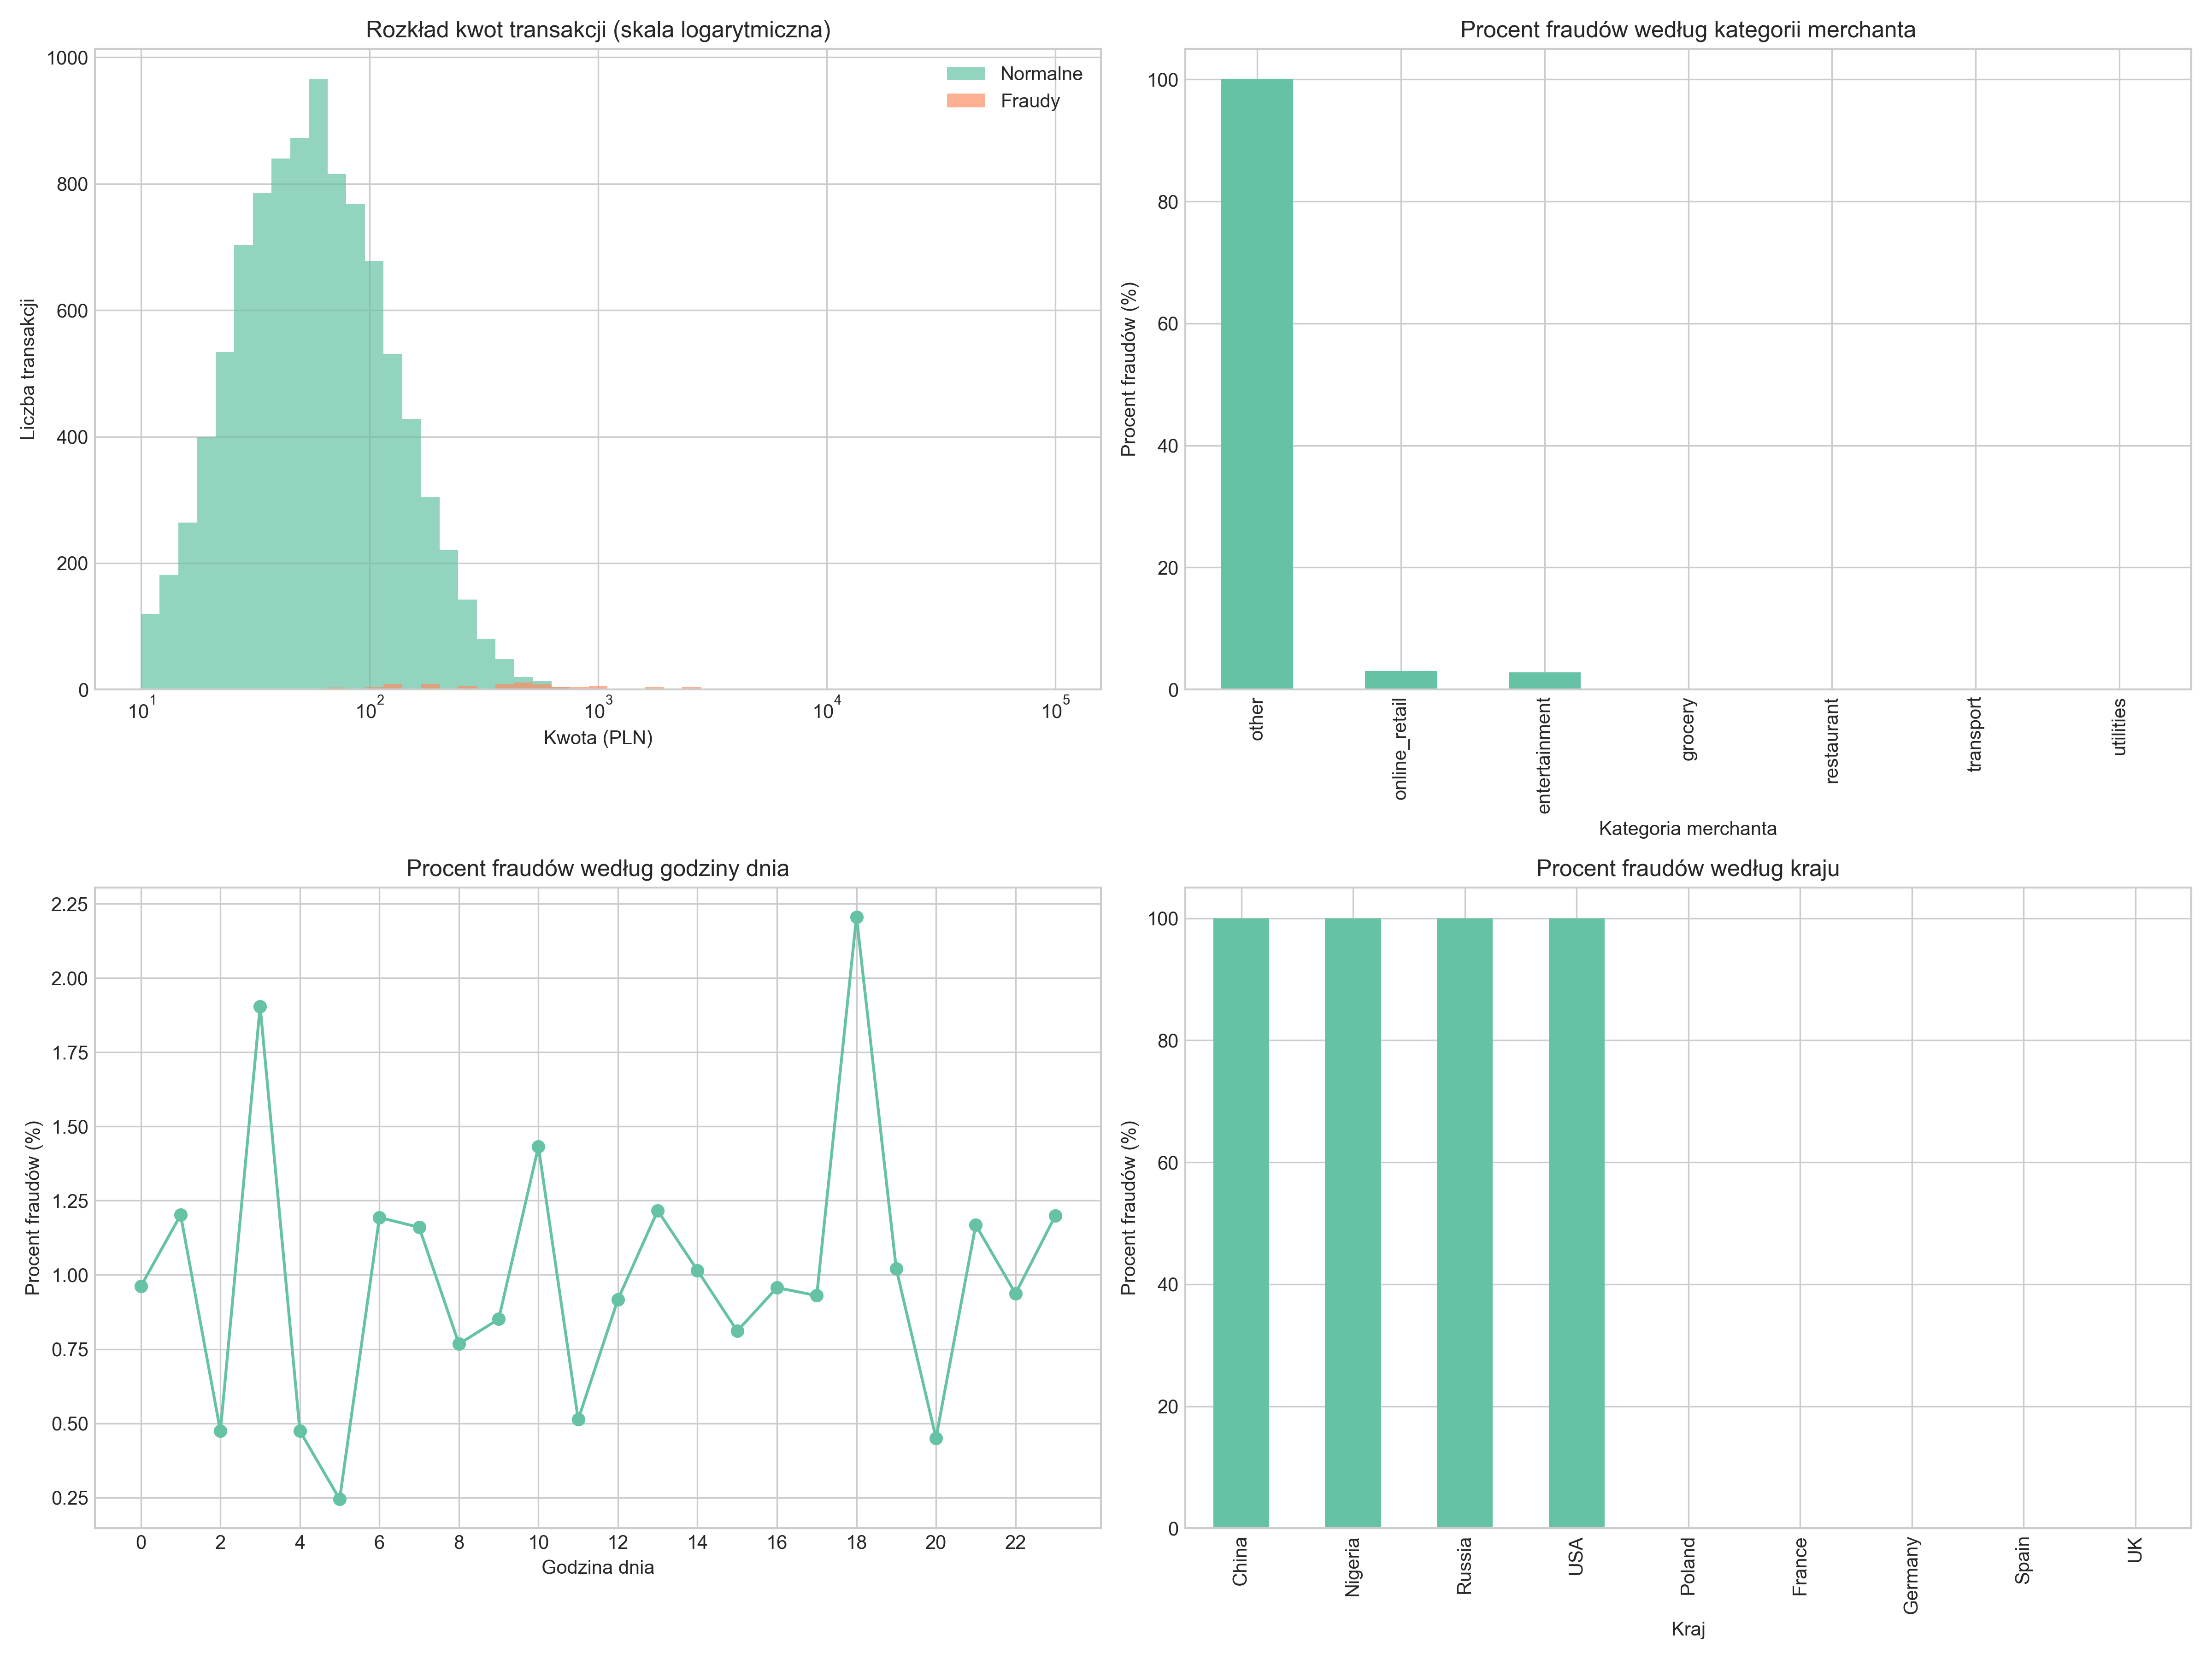 Rozkład kwot transakcji (skala logarytmiczna)
1000
800
600
400
200
0
Liczba transakcji
Normalne
Fraudy
10^1
10^2
10^3
10^4
10^5
Kwota (PLN)
Procent fraudów według kategorii merchanta
100
80
60
40
20
0
Procent fraudów (%)
other
online_retail
entertainment
grocery
restaurant
transport
utilities
Kategoria merchanta
Procent fraudów według godziny dnia
2.25
2.00
1.75
1.50
1.25
1.00
0.75
0.50
0.25
Procent fraudów (%)
0 2 4 6 8 10 12 14 16 18 20 22
Godzina dnia
Procent fraudów według kraju
100
80
60
40
20
0
Procent fraudów (%)
China
Nigeria
Russia
USA
Poland
France
Germany
Spain
UK
Kraj